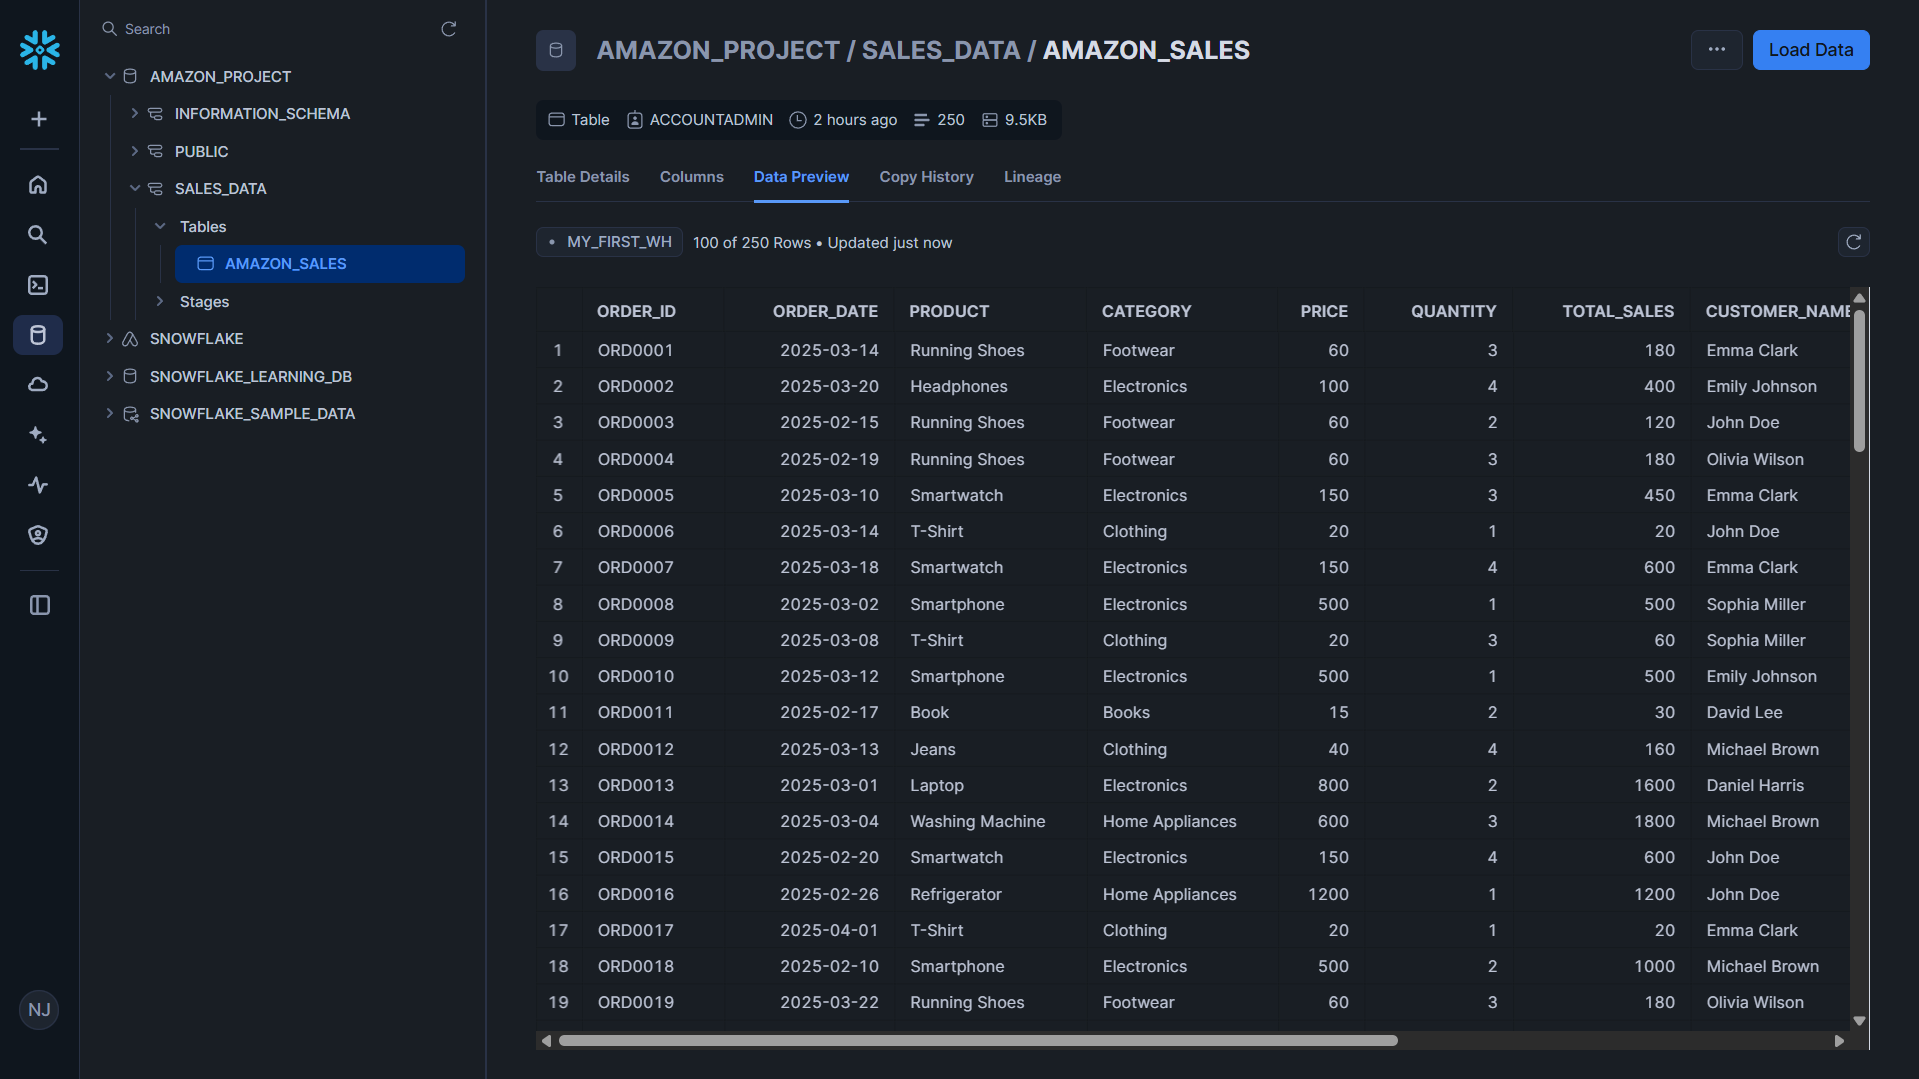 Search
AMAZON_PROJECT
INFORMATION_SCHEMA
PUBLIC
SALES_DATA
Tables
AMAZON_SALES
Stages
SNOWFLAKE
SNOWFLAKE_LEARNING_DB
SNOWFLAKE_SAMPLE_DATA
NJ
AMAZON_PROJECT / SALES_DATA / AMAZON_SALES
... Load Data
Table ACCOUNTADMIN 2 hours ago 250 9.5KB
Table Details Columns Data Preview Copy History Lineage
• MY_FIRST_WH 100 of 250 Rows • Updated just now
ORDER_ID ORDER_DATE PRODUCT CATEGORY PRICE QUANTITY TOTAL_SALES CUSTOMER_NAME
1 ORD0001 2025-03-14 Running Shoes Footwear 60 3 180 Emma Clark
2 ORD0002 2025-03-20 Headphones Electronics 100 4 400 Emily Johnson
3 ORD0003 2025-02-15 Running Shoes Footwear 60 2 120 John Doe
4 ORD0004 2025-02-19 Running Shoes Footwear 60 3 180 Olivia Wilson
5 ORD0005 2025-03-10 Smartwatch Electronics 150 3 450 Emma Clark
6 ORD0006 2025-03-14 T-Shirt Clothing 20 1 20 John Doe
7 ORD0007 2025-03-18 Smartwatch Electronics 150 4 600 Emma Clark
8 ORD0008 2025-03-02 Smartphone Electronics 500 1 500 Sophia Miller
9 ORD0009 2025-03-08 T-Shirt Clothing 20 3 60 Sophia Miller
10 ORD0010 2025-03-12 Smartphone Electronics 500 1 500 Emily Johnson
11 ORD0011 2025-02-17 Book Books 15 2 30 David Lee
12 ORD0012 2025-03-13 Jeans Clothing 40 4 160 Michael Brown
13 ORD0013 2025-03-01 Laptop Electronics 800 2 1600 Daniel Harris
14 ORD0014 2025-03-04 Washing Machine Home Appliances 600 3 1800 Michael Brown
15 ORD0015 2025-02-20 Smartwatch Electronics 150 4 600 John Doe
16 ORD0016 2025-02-26 Refrigerator Home Appliances 1200 1 1200 John Doe
17 ORD0017 2025-04-01 T-Shirt Clothing 20 1 20 Emma Clark
18 ORD0018 2025-02-10 Smartphone Electronics 500 2 1000 Michael Brown
19 ORD0019 2025-03-22 Running Shoes Footwear 60 3 180 Olivia Wilson